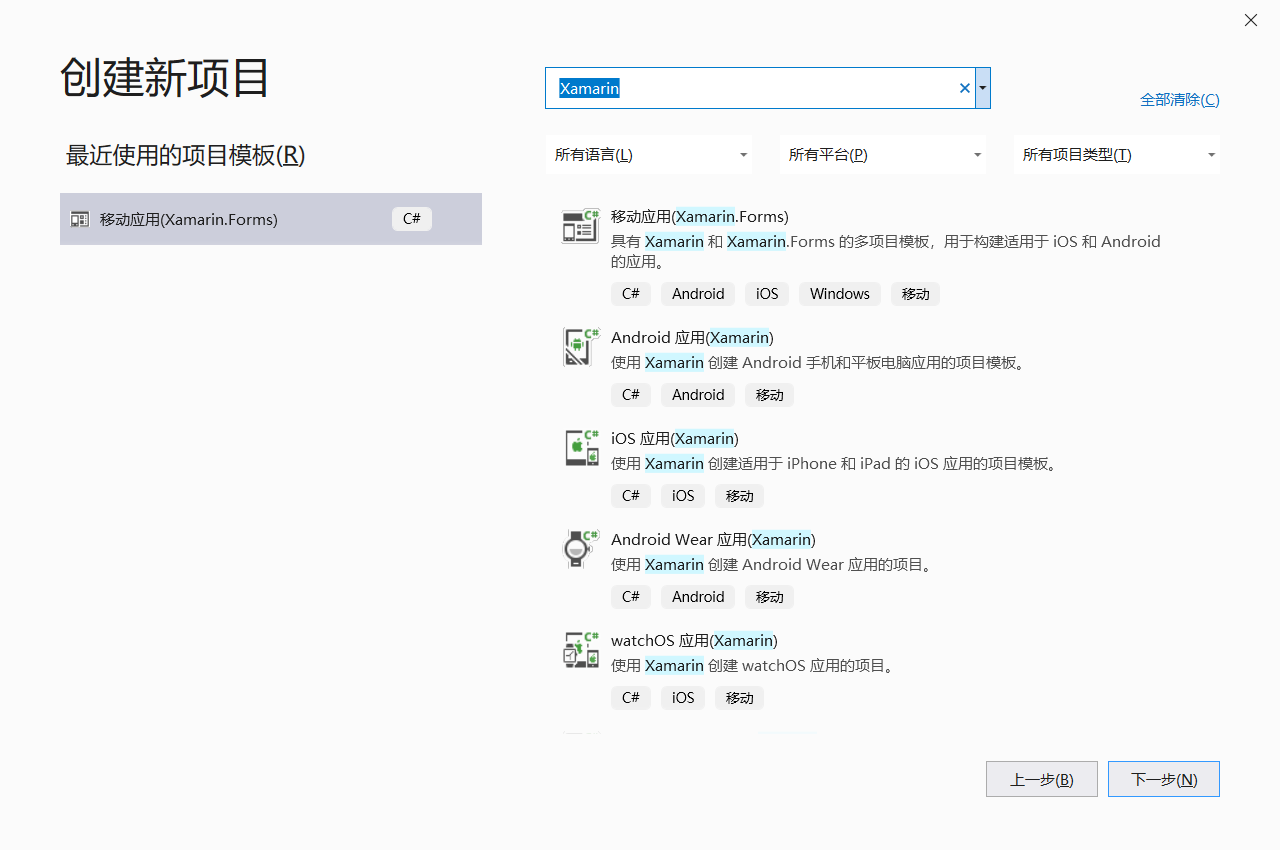 创建新项目
最近使用的项目模板(R)
移动应用(Xamarin.Forms)
C#
Xamarin
全部清除(C)
所有语言(L)
所有平台(P)
所有项目类型(T)
移动应用(Xamarin.Forms)
具有 Xamarin 和 Xamarin.Forms 的多项目模板，用于构建适用于 iOS 和 Android
的应用。
C# Android iOS Windows 移动
Android 应用(Xamarin)
使用 Xamarin 创建 Android 手机和平板电脑应用的项目模板。
C# Android 移动
iOS 应用(Xamarin)
使用 Xamarin 创建适用于 iPhone 和 iPad 的 iOS 应用的项目模板。
C# iOS 移动
Android Wear 应用(Xamarin)
使用 Xamarin 创建 Android Wear 应用的项目。
C# Android 移动
watchOS 应用(Xamarin)
使用 Xamarin 创建 watchOS 应用的项目。
C# iOS 移动
上一步(B)
下一步(N)